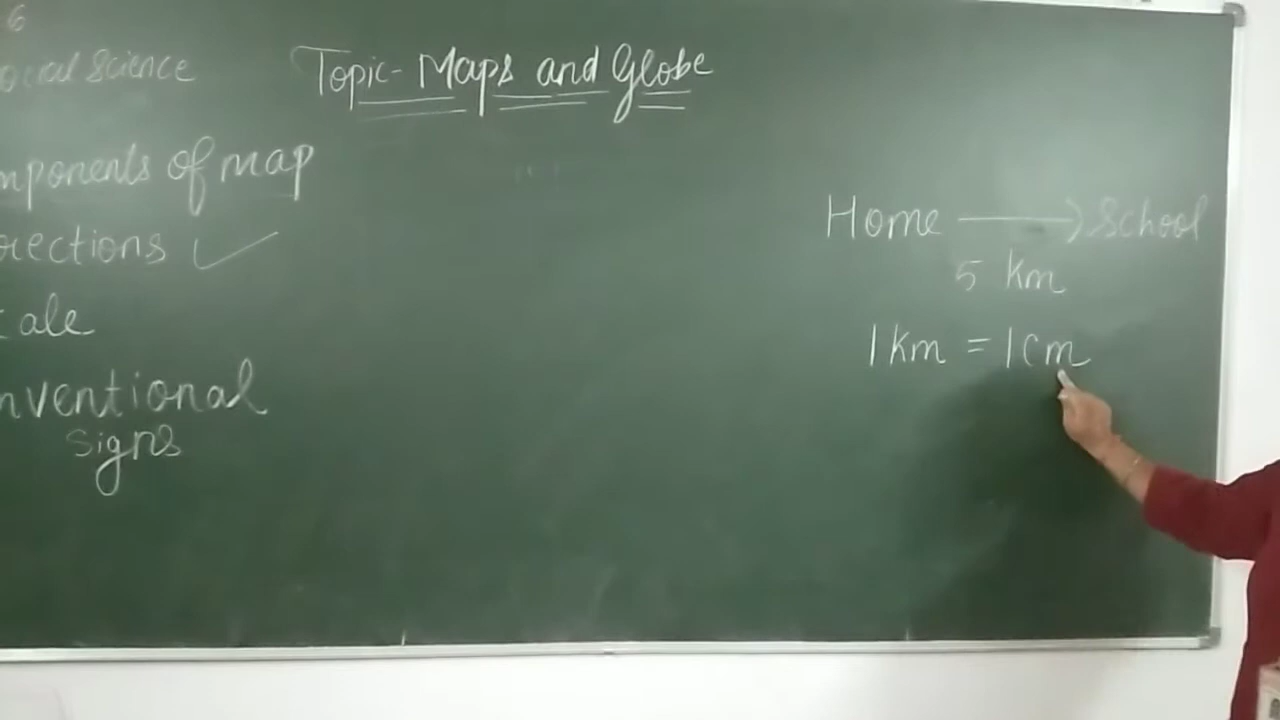 6
ocial Science
Topic- Maps and Globe
mponents of map
rections
ale
nventional
signs
Home → School
5 km
1 km = 1 cm